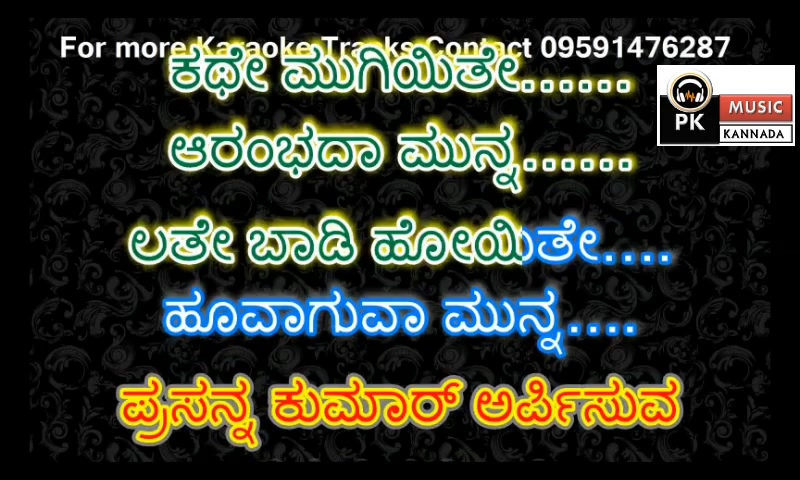 For more Karaoke Tracks Contact 09591476287
ಕಥೇ ಮುಗಿಯಿತೇ......
PK
MUSIC
KANNADA
ಆರಂಭದಾ ಮುನ್ನ......
ಲತೇ ಬಾಡಿ ಹೋಯಿತೇ....
ಹೂವಾಗುವಾ ಮುನ್ನ....
ಪ್ರಸನ್ನ ಕುಮಾರ್ ಅರ್ಪಿಸುವ